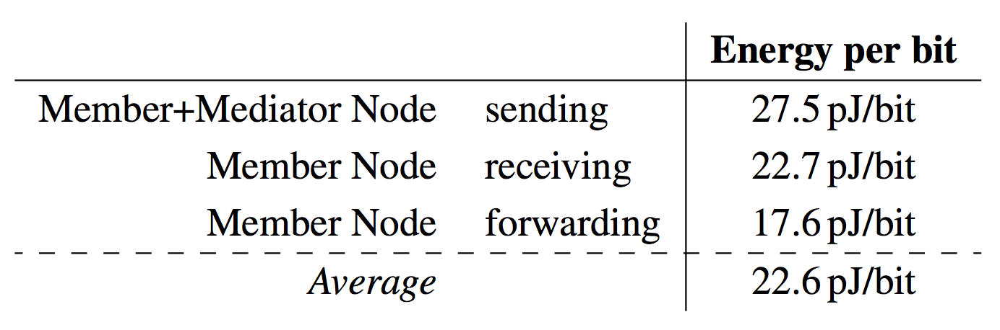 Energy per bit
Member+Mediator Node sending 27.5 pJ/bit
Member Node receiving 22.7 pJ/bit
Member Node forwarding 17.6 pJ/bit
Average 22.6 pJ/bit